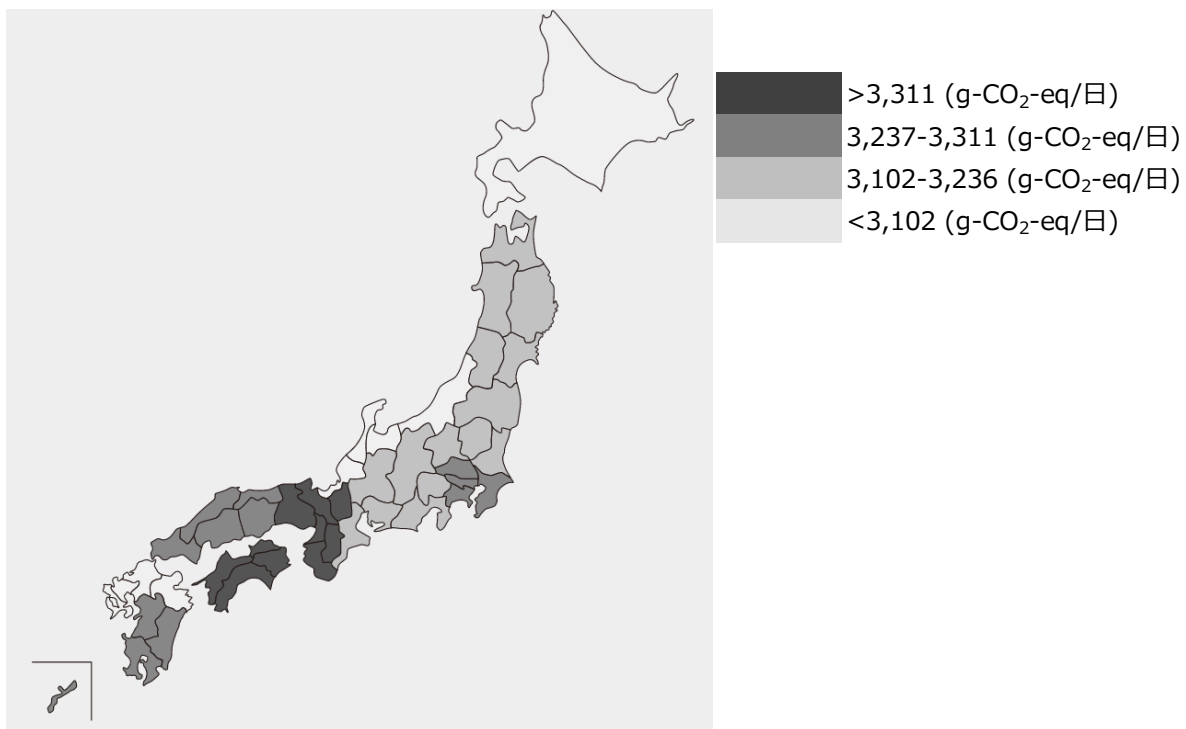 >3,311 (g-CO₂-eq/日)
3,237-3,311 (g-CO₂-eq/日)
3,102-3,236 (g-CO₂-eq/日)
<3,102 (g-CO₂-eq/日)